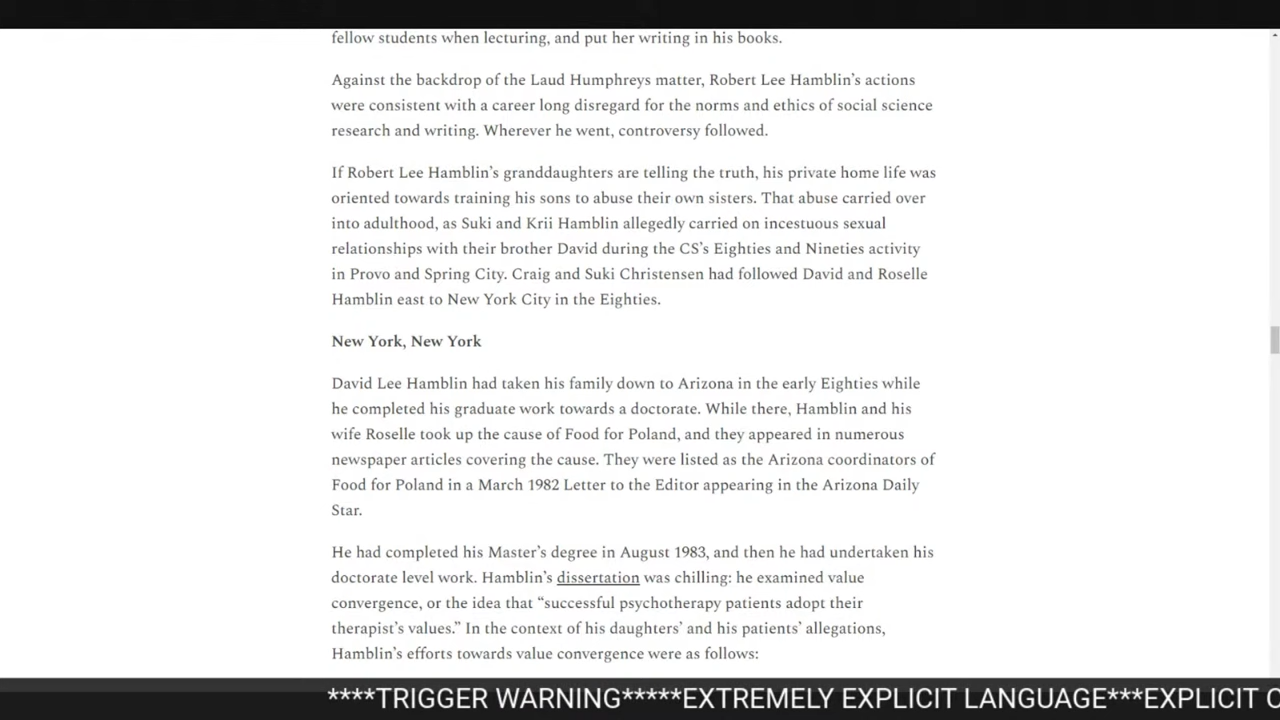 fellow students when lecturing, and put her writing in his books.
Against the backdrop of the Laud Humphreys matter, Robert Lee Hamblin’s actions
were consistent with a career long disregard for the norms and ethics of social science
research and writing. Wherever he went, controversy followed.
If Robert Lee Hamblin’s granddaughters are telling the truth, his private home life was
oriented towards training his sons to abuse their own sisters. That abuse carried over
into adulthood, as Suki and Krii Hamblin allegedly carried on incestuous sexual
relationships with their brother David during the CS’s Eighties and Nineties activity
in Provo and Spring City. Craig and Suki Christensen had followed David and Roselle
Hamblin east to New York City in the Eighties.
New York, New York
David Lee Hamblin had taken his family down to Arizona in the early Eighties while
he completed his graduate work towards a doctorate. While there, Hamblin and his
wife Roselle took up the cause of Food for Poland, and they appeared in numerous
newspaper articles covering the cause. They were listed as the Arizona coordinators of
Food for Poland in a March 1982 Letter to the Editor appearing in the Arizona Daily
Star.
He had completed his Master’s degree in August 1983, and then he had undertaken his
doctorate level work. Hamblin’s dissertation was chilling: he examined value
convergence, or the idea that “successful psychotherapy patients adopt their
therapist’s values.” In the context of his daughters’ and his patients’ allegations,
Hamblin’s efforts towards value convergence were as follows:
****TRIGGER WARNING*****EXTREMELY EXPLICIT LANGUAGE***EXPLICIT C